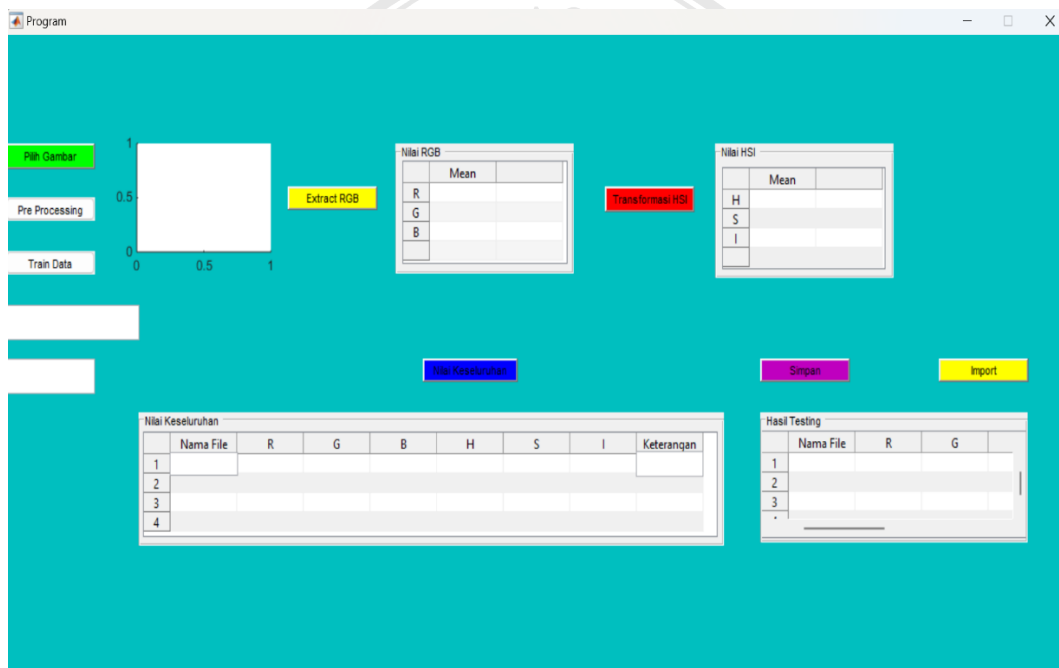 Program
Pilih Gambar
Pre Processing
Train Data
1
0.5
0
0
0.5
1
Extract RGB
Nilai RGB
Mean
R
G
B
Transformasi HSI
Nilai HSI
Mean
H
S
I
Nilai Keseluruhan
Simpan
Import
Nilai Keseluruhan
Nama File R G B H S I Keterangan
1
2
3
4
Hasil Testing
Nama File R G
1
2
3